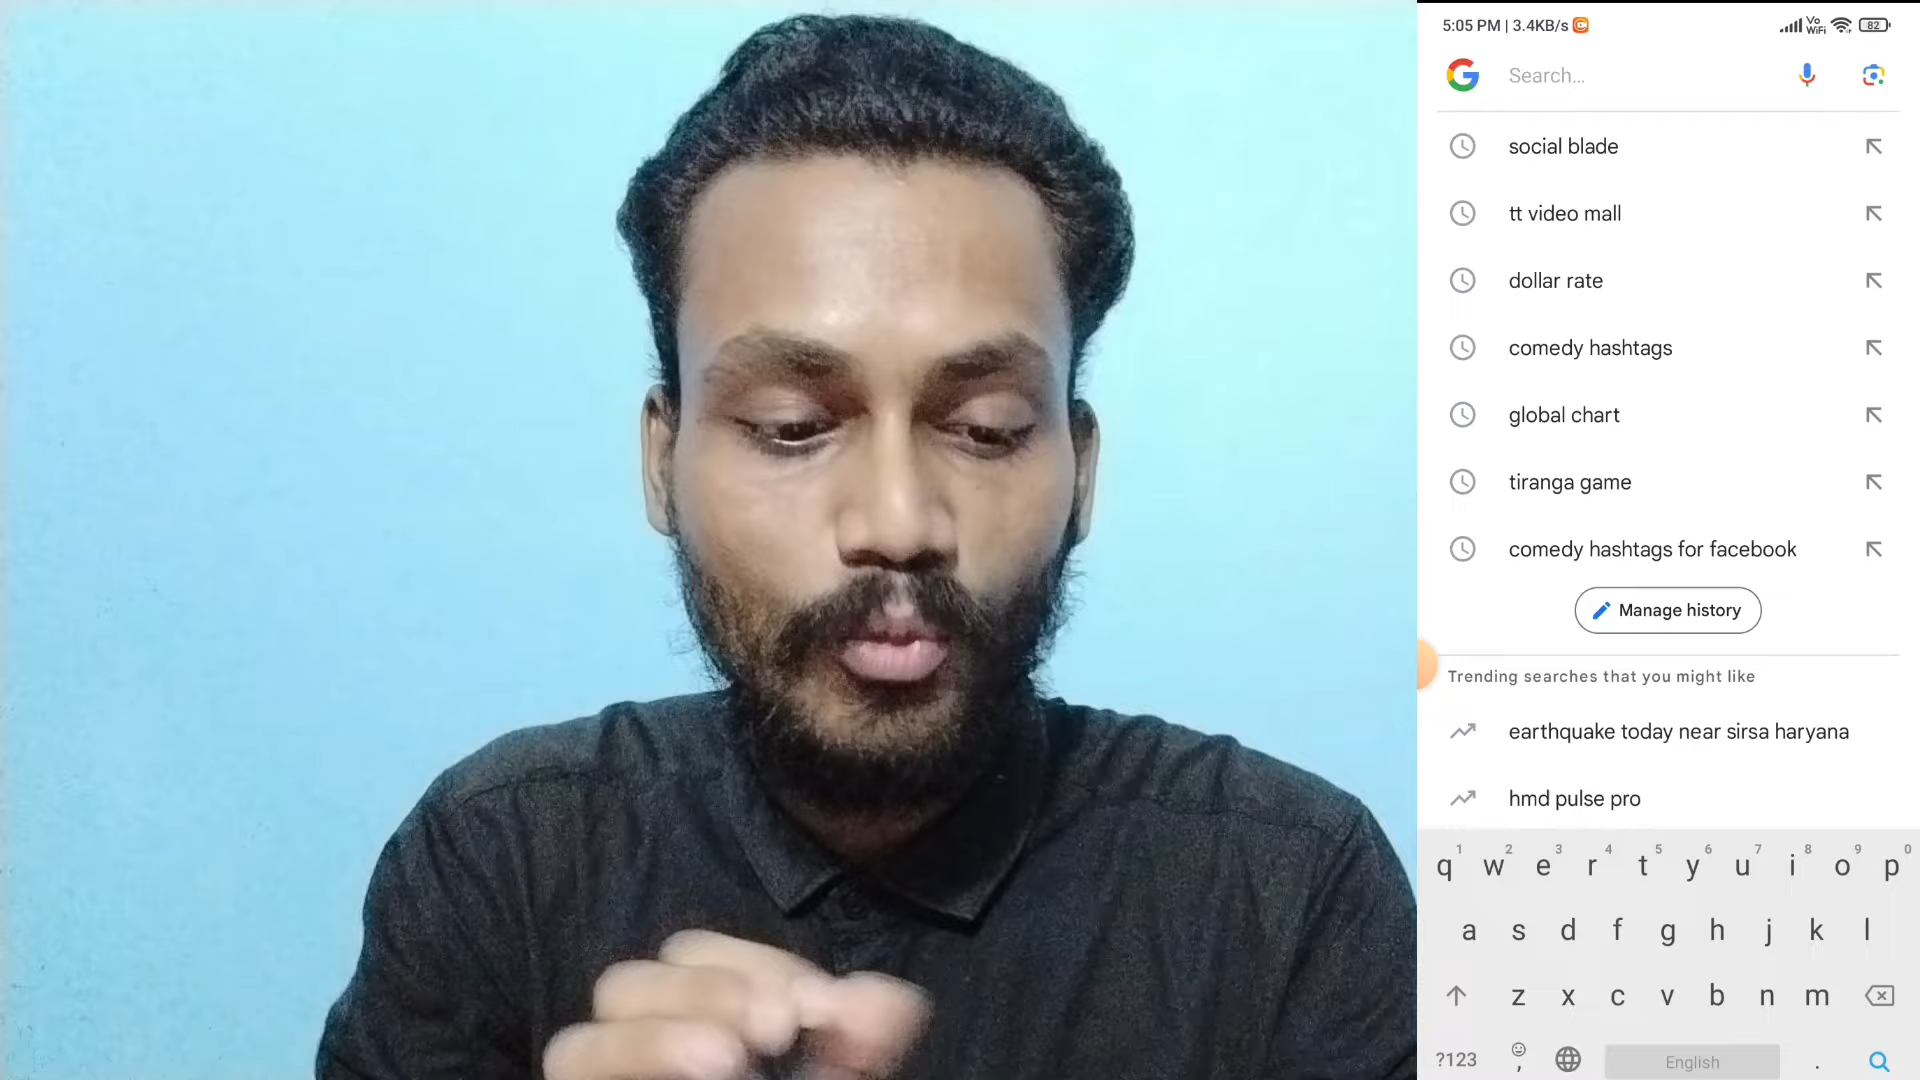 5:05 PM | 3.4KB/s Vo WiFi 82
Search...
social blade
tt video mall
dollar rate
comedy hashtags
global chart
tiranga game
comedy hashtags for facebook
Manage history
Trending searches that you might like
earthquake today near sirsa haryana
hmd pulse pro
1 2 3 4 5 6 7 8 9 0
q w e r t y u i o p
a s d f g h j k l
z x c v b n m
?123 , English .